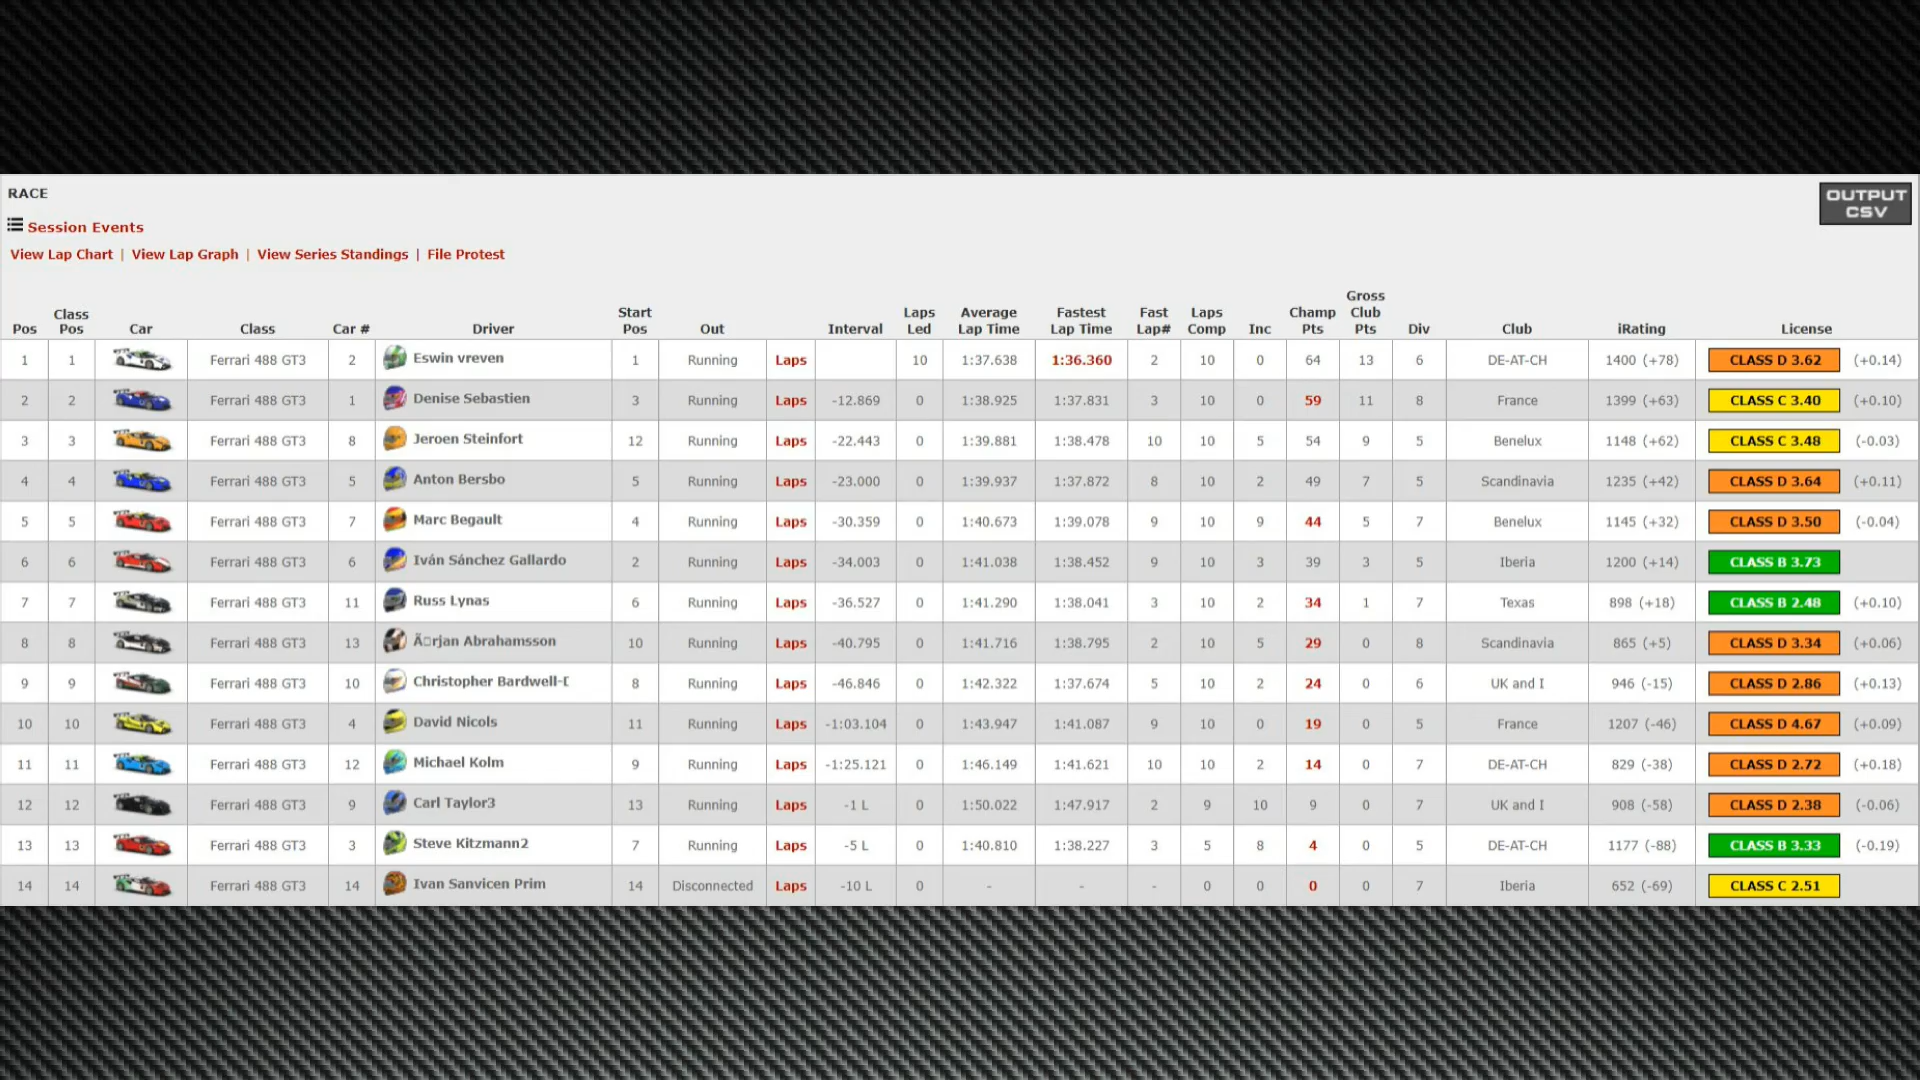 RACE
OUTPUT CSV
Session Events
View Lap Chart | View Lap Graph | View Series Standings | File Protest
Pos Class Pos Car Class Car # Driver Start Pos Out Interval Laps Led Average Lap Time Fastest Lap Time Fast Lap# Laps Comp Inc Champ Pts Gross Club Pts Div Club iRating License
1 1 Ferrari 488 GT3 2 Eswin vreven 1 Running Laps 10 1:37.638 1:36.360 2 10 0 64 13 6 DE-AT-CH 1400 (+78) CLASS D 3.62 (+0.14)
2 2 Ferrari 488 GT3 1 Denise Sebastien 3 Running Laps -12.869 0 1:38.925 1:37.831 3 10 0 59 11 8 France 1399 (+63) CLASS C 3.40 (+0.10)
3 3 Ferrari 488 GT3 8 Jeroen Steinfort 12 Running Laps -22.443 0 1:39.881 1:38.478 10 10 5 54 9 5 Benelux 1148 (+62) CLASS C 3.48 (-0.03)
4 4 Ferrari 488 GT3 5 Anton Bersbo 5 Running Laps -23.000 0 1:39.937 1:37.872 8 10 2 49 7 5 Scandinavia 1235 (+42) CLASS D 3.64 (+0.11)
5 5 Ferrari 488 GT3 7 Marc Begault 4 Running Laps -30.359 0 1:40.673 1:39.078 9 10 9 44 5 7 Benelux 1145 (+32) CLASS D 3.50 (-0.04)
6 6 Ferrari 488 GT3 6 Iván Sánchez Gallardo 2 Running Laps -34.003 0 1:41.038 1:38.452 9 10 3 39 3 5 Iberia 1200 (+14) CLASS B 3.73
7 7 Ferrari 488 GT3 11 Russ Lynas 6 Running Laps -36.527 0 1:41.290 1:38.041 3 10 2 34 1 7 Texas 898 (+18) CLASS B 2.48 (+0.10)
8 8 Ferrari 488 GT3 13 Ã▯rjan Abrahamsson 10 Running Laps -40.795 0 1:41.716 1:38.795 2 10 5 29 0 8 Scandinavia 865 (+5) CLASS D 3.34 (+0.06)
9 9 Ferrari 488 GT3 10 Christopher Bardwell-D 8 Running Laps -46.846 0 1:42.322 1:37.674 5 10 2 24 0 6 UK and I 946 (-15) CLASS D 2.86 (+0.13)
10 10 Ferrari 488 GT3 4 David Nicols 11 Running Laps -1:03.104 0 1:43.947 1:41.087 9 10 0 19 0 5 France 1207 (-46) CLASS D 4.67 (+0.09)
11 11 Ferrari 488 GT3 12 Michael Kolm 9 Running Laps -1:25.121 0 1:46.149 1:41.621 10 10 2 14 0 7 DE-AT-CH 829 (-38) CLASS D 2.72 (+0.18)
12 12 Ferrari 488 GT3 9 Carl Taylor3 13 Running Laps -1 L 0 1:50.022 1:47.917 2 9 10 9 0 7 UK and I 908 (-58) CLASS D 2.38 (-0.06)
13 13 Ferrari 488 GT3 3 Steve Kitzmann2 7 Running Laps -5 L 0 1:40.810 1:38.227 3 5 8 4 0 5 DE-AT-CH 1177 (-88) CLASS B 3.33 (-0.19)
14 14 Ferrari 488 GT3 14 Ivan Sanvicen Prim 14 Disconnected Laps -10 L 0 - - - 0 0 0 0 7 Iberia 652 (-69) CLASS C 2.51